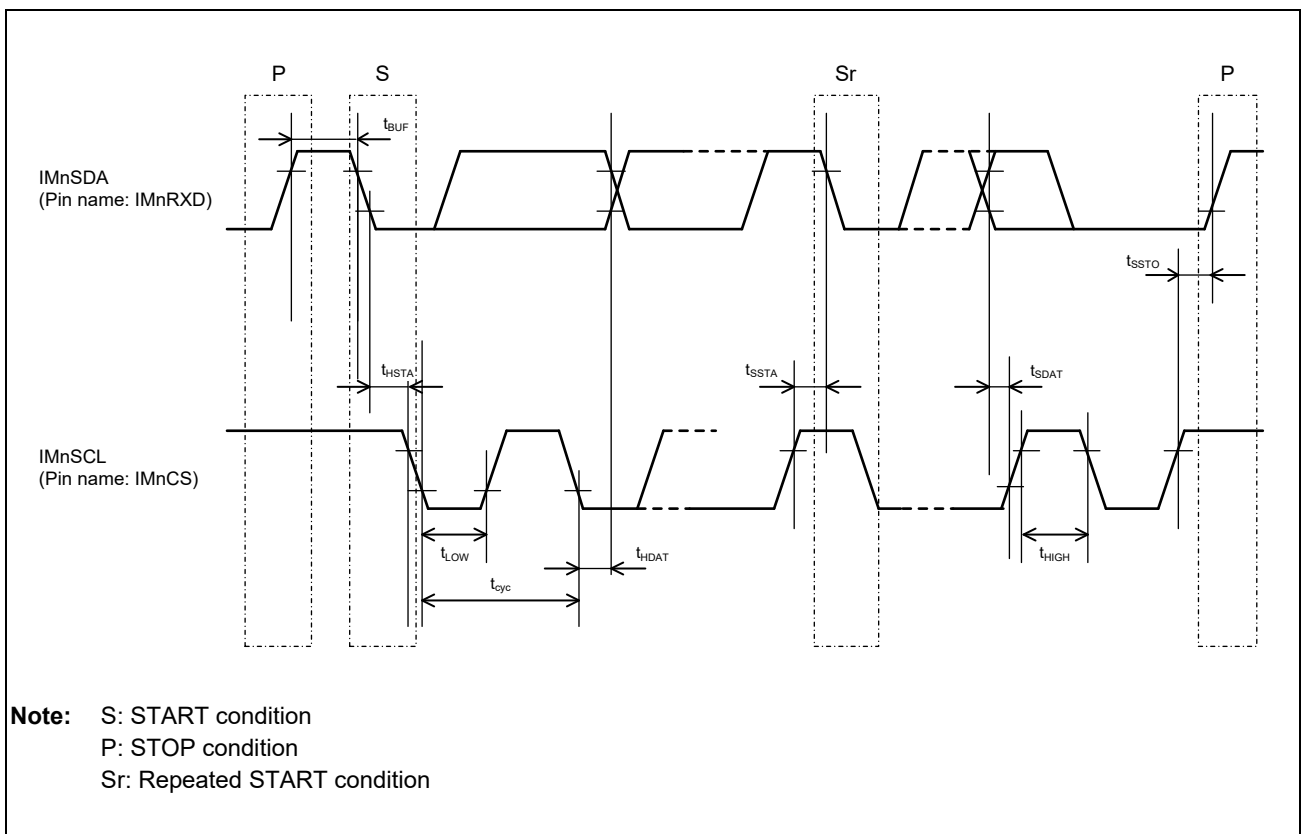 P S Sr P
tBUF
IMnSDA
(Pin name: IMnRXD)
tSSTO
tHSTA tSSTA tSDAT
IMnSCL
(Pin name: IMnCS)
tLOW tHDAT tHIGH
tcyc
Note: S: START condition
P: STOP condition
Sr: Repeated START condition